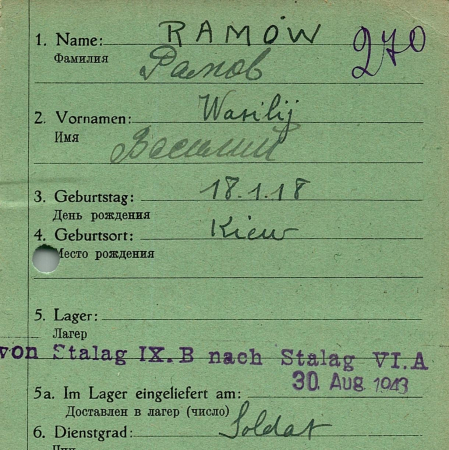 1. Name: RAMÓW 270
Фамилия Рамов
2. Vornamen: Wasilij
Имя Василий
3. Geburtstag: 18.1.18
День рождения
4. Geburtsort: Kiew
Место рождения
5. Lager:
Лагер
von Stalag IX.B nach Stalag VI.A
30 Aug 1943
5a. Im Lager eingeliefert am:
Доставлен в лагер (число)
6. Dienstgrad: Soldat
Чин